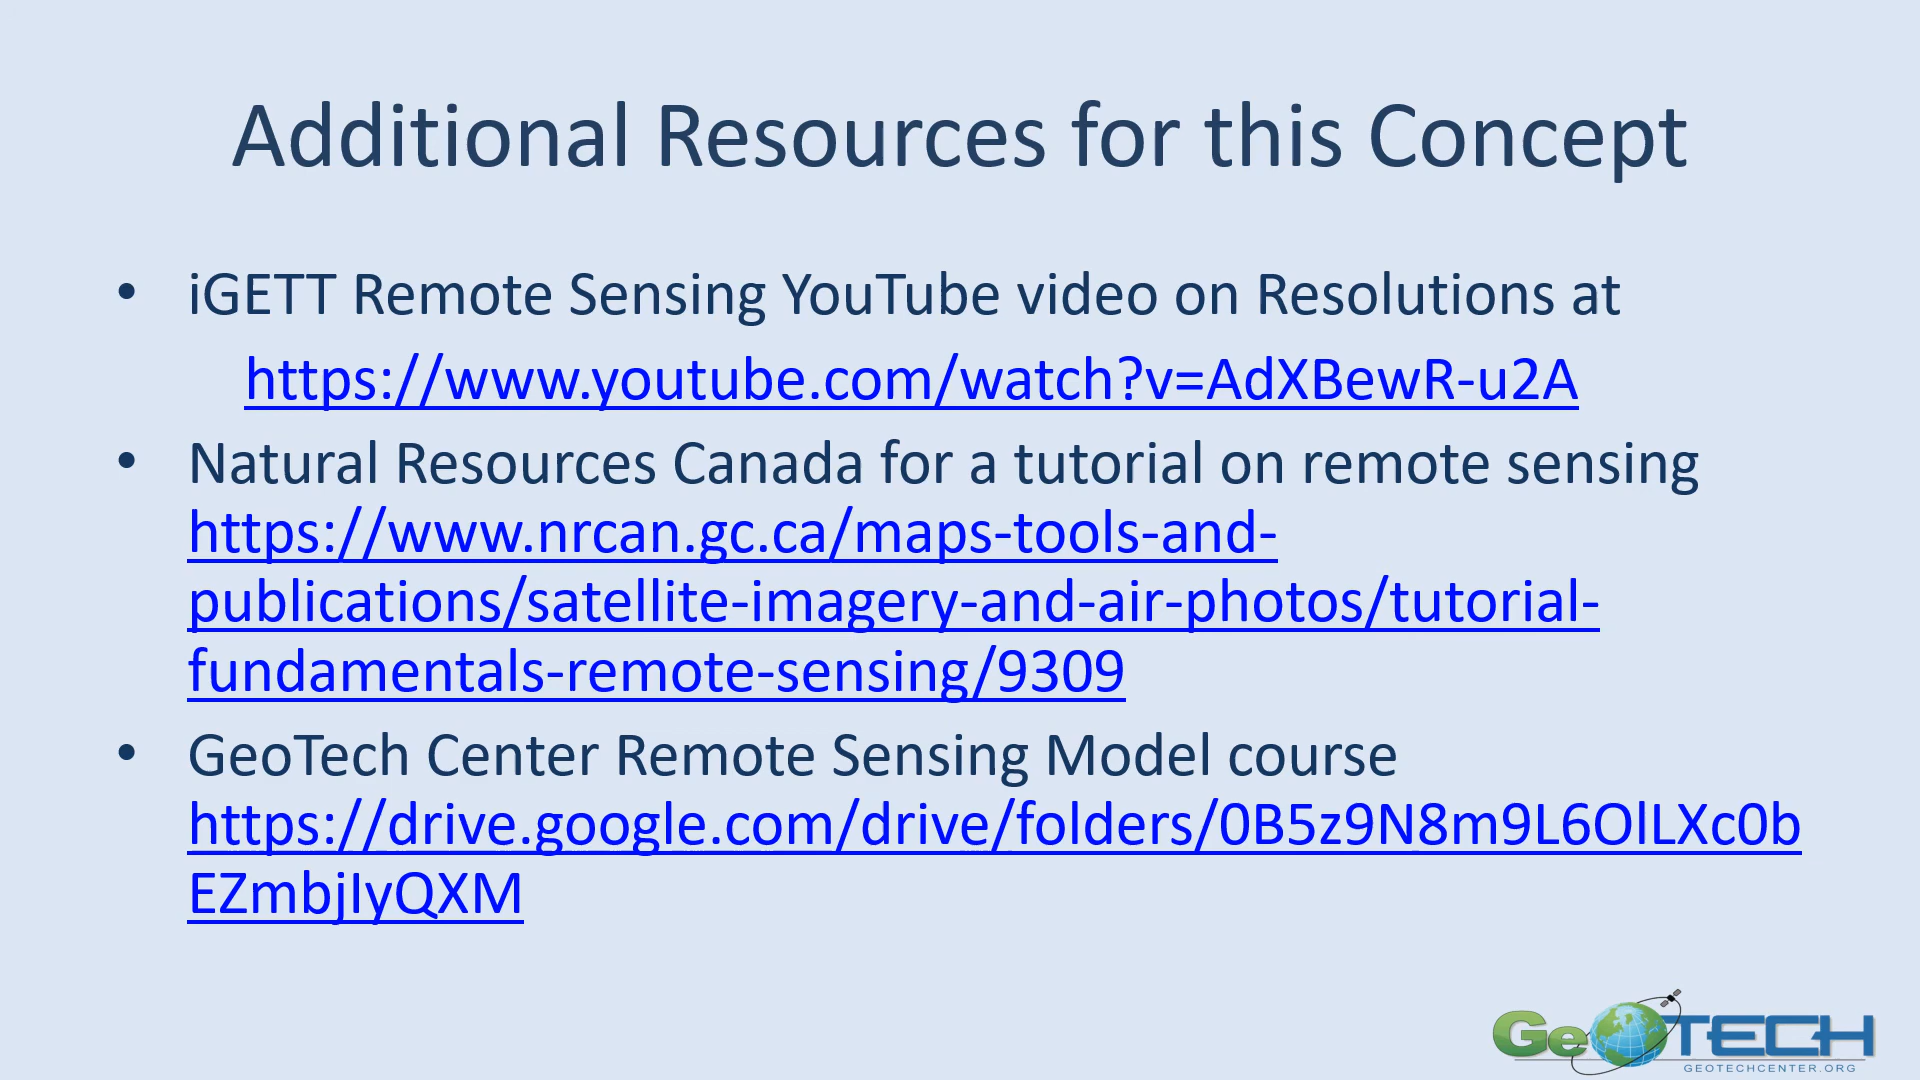 Additional Resources for this Concept
• iGETT Remote Sensing YouTube video on Resolutions at
https://www.youtube.com/watch?v=AdXBewR-u2A
• Natural Resources Canada for a tutorial on remote sensing
https://www.nrcan.gc.ca/maps-tools-and-
publications/satellite-imagery-and-air-photos/tutorial-
fundamentals-remote-sensing/9309
• GeoTech Center Remote Sensing Model course
https://drive.google.com/drive/folders/0B5z9N8m9L6OlLXc0b
EZmbjIyQXM
GeoTECH
GEOTECHCENTER.ORG